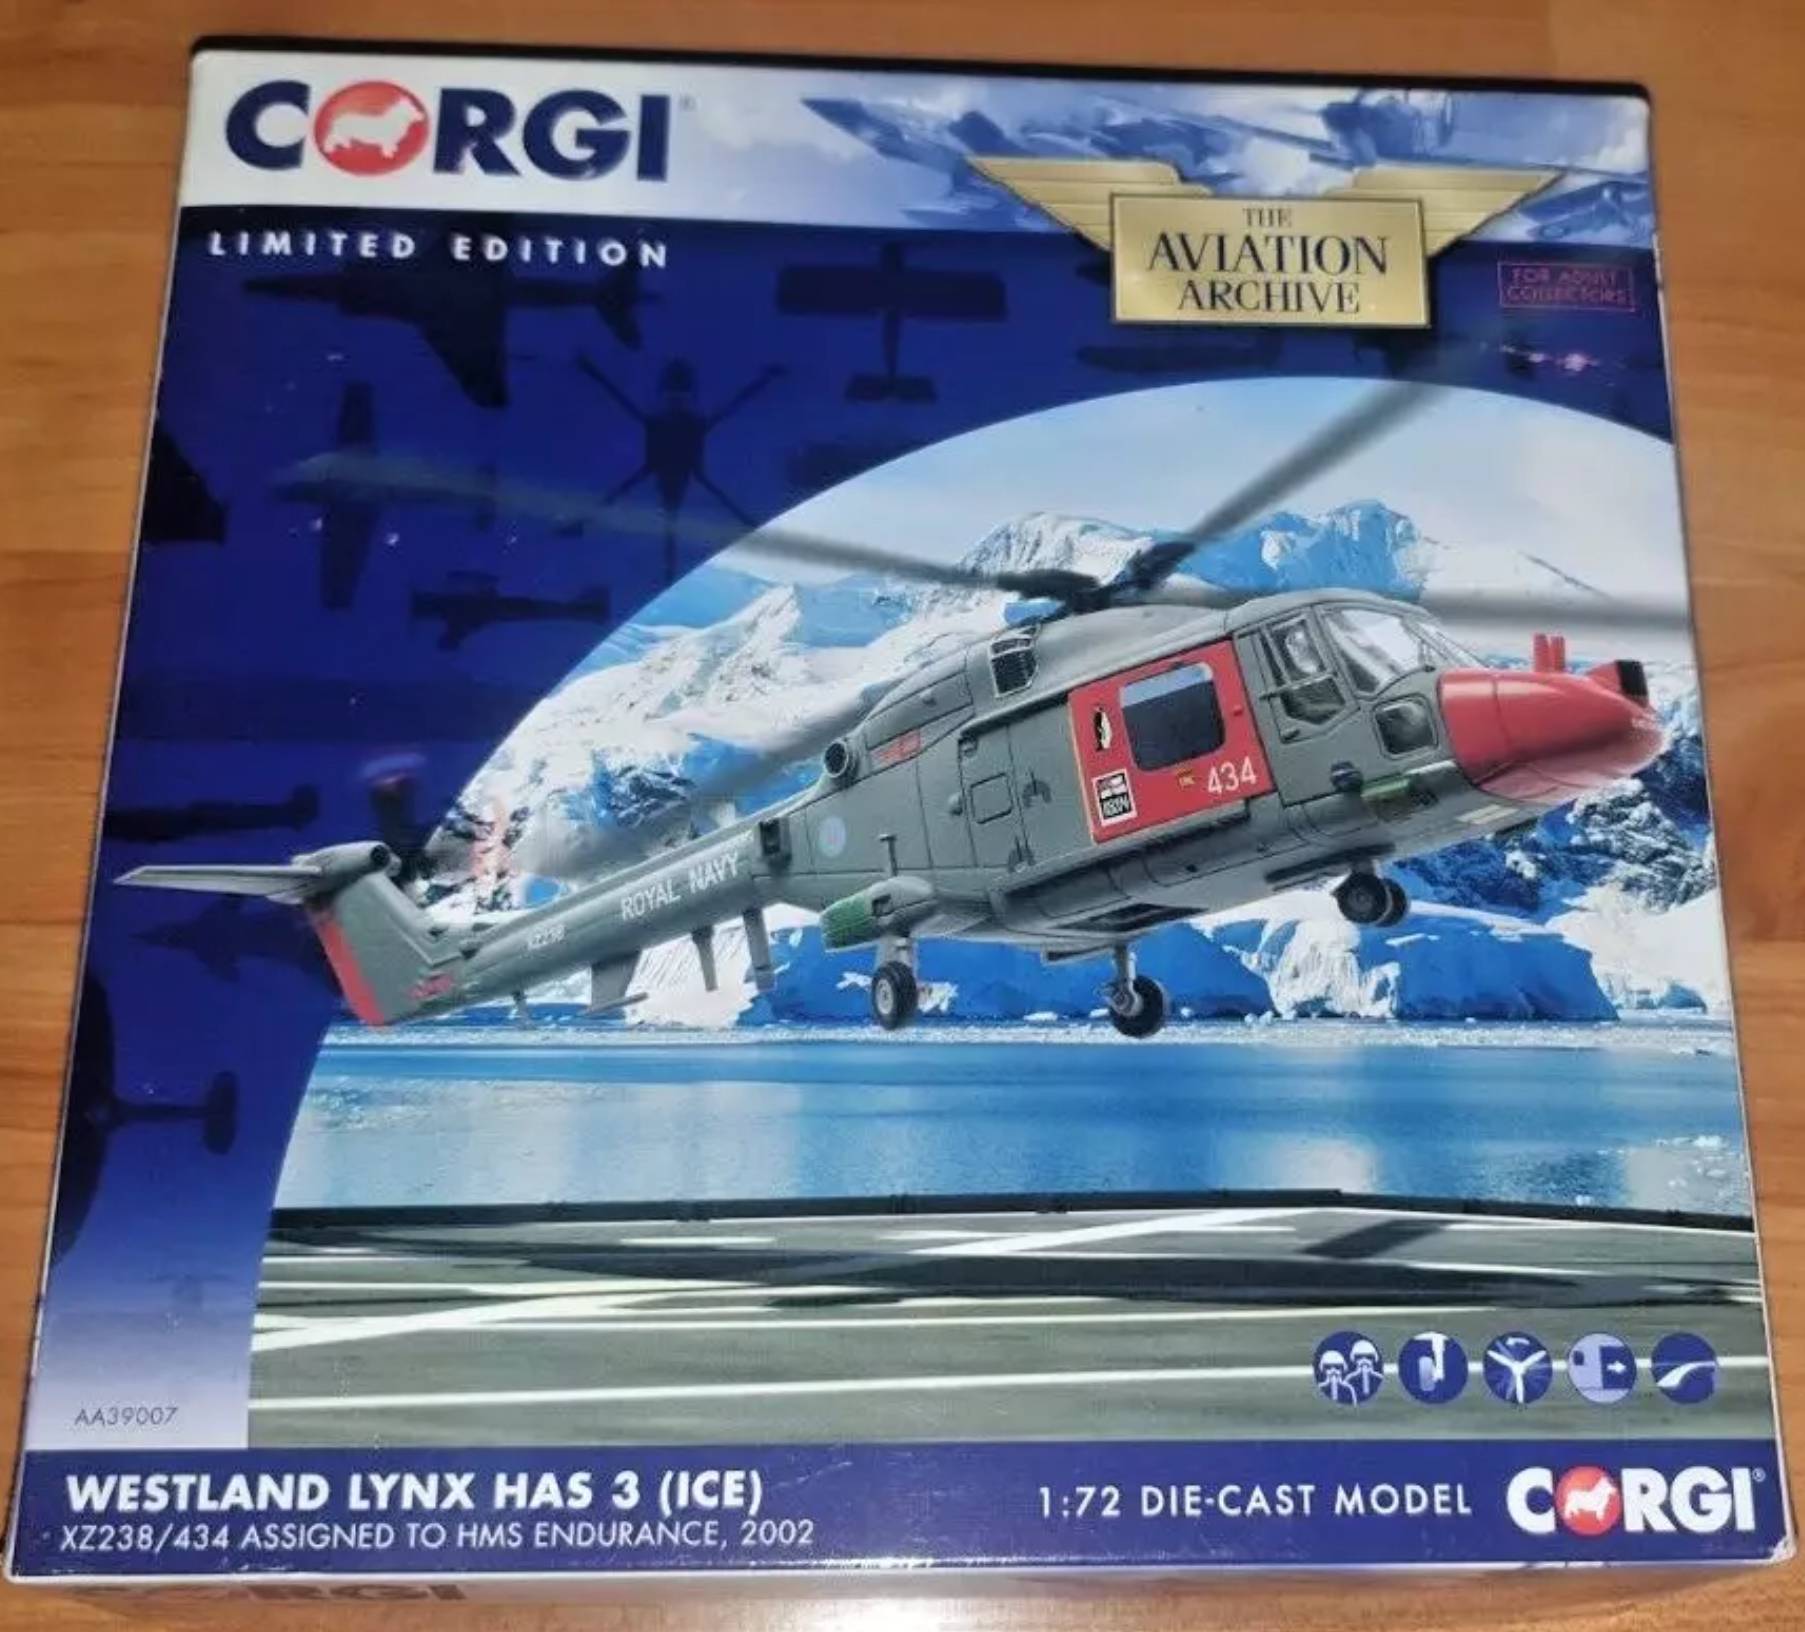 CORGI
LIMITED EDITION
THE
AVIATION
ARCHIVE
FOR ADULT
COLLECTORS
434
ROYAL NAVY
XZ238
AA39007
WESTLAND LYNX HAS 3 (ICE)
XZ238/434 ASSIGNED TO HMS ENDURANCE, 2002
1:72 DIE-CAST MODEL
CORGI
CORGI